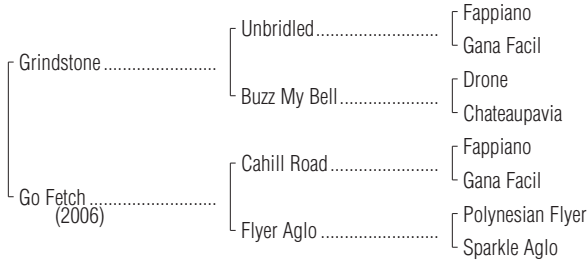 Fappiano
Unbridled
Gana Facil
Grindstone
Drone
Buzz My Bell
Chateaupavia
Fappiano
Cahill Road
Gana Facil
Go Fetch
(2006)
Polynesian Flyer
Flyer Aglo
Sparkle Aglo